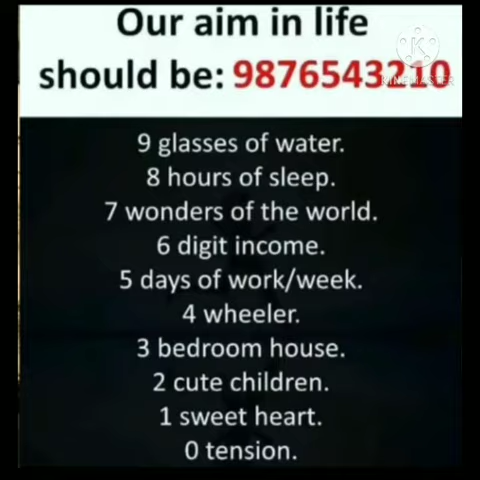 Our aim in life
should be: 9876543210
KINEMASTER
9 glasses of water.
8 hours of sleep.
7 wonders of the world.
6 digit income.
5 days of work/week.
4 wheeler.
3 bedroom house.
2 cute children.
1 sweet heart.
0 tension.